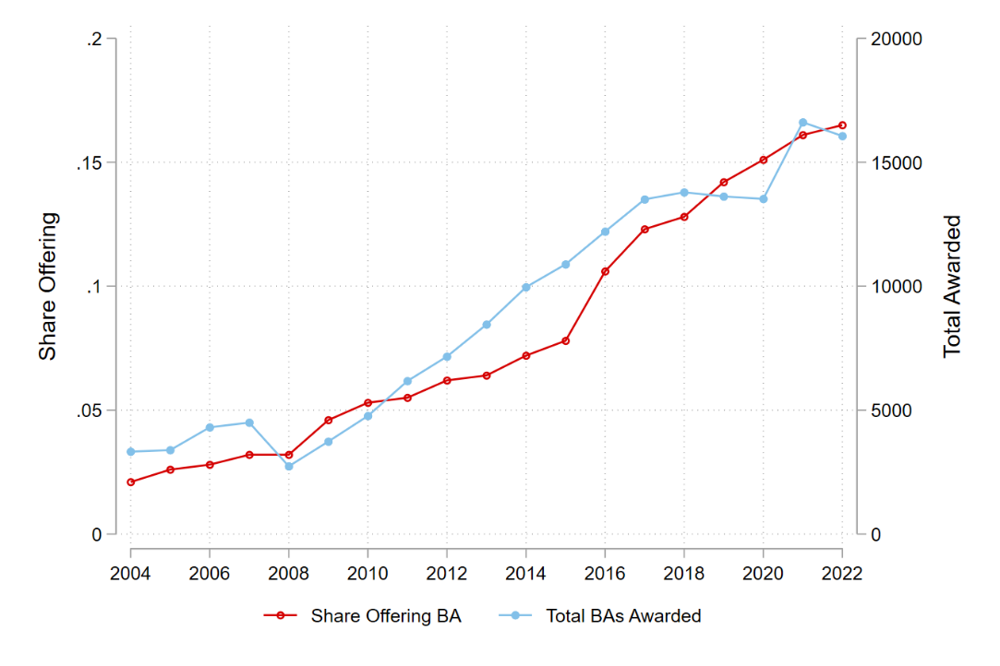 .2
.15
.1
.05
0
Share Offering
20000
15000
10000
5000
0
Total Awarded
2004 2006 2008 2010 2012 2014 2016 2018 2020 2022
Share Offering BA Total BAs Awarded